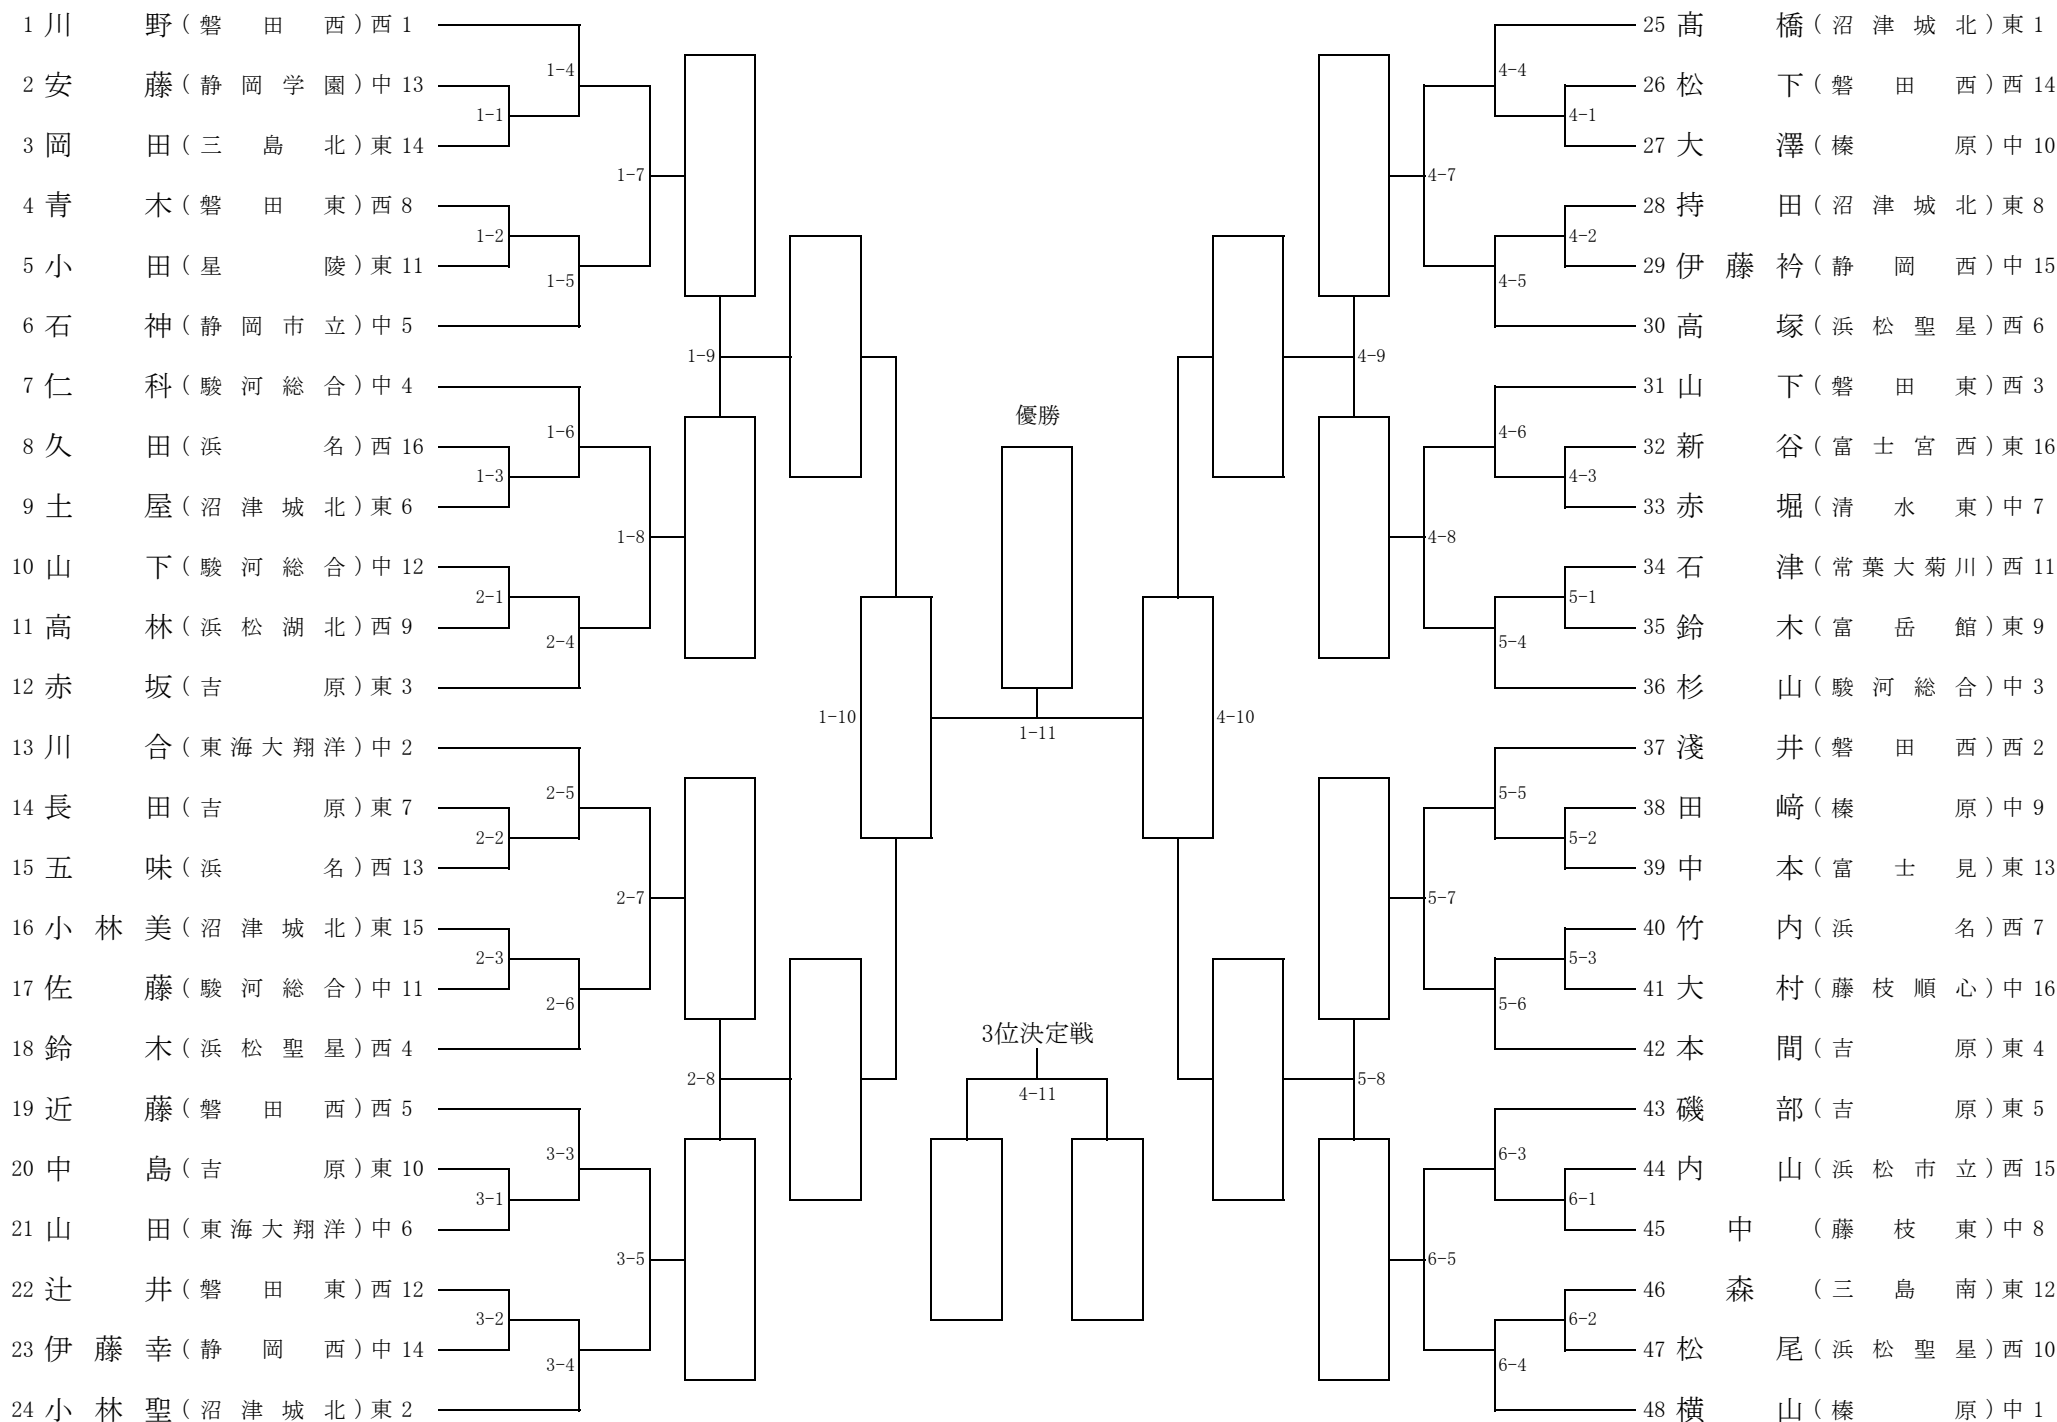 1 川野 (磐田西) 西 1
2 安藤 (静岡学園) 中 13
3 岡田 (三島北) 東 14
4 青木 (磐田東) 西 8
5 小田 (星陵) 東 11
6 石神 (静岡市立) 中 5
7 仁科 (駿河総合) 中 4
8 久田 (浜名) 西 16
9 土屋 (沼津城北) 東 6
10 山下 (駿河総合) 中 12
11 高林 (浜松湖北) 西 9
12 赤坂 (吉原) 東 3
13 川合 (東海大翔洋) 中 2
14 長田 (吉原) 東 7
15 五味 (浜名) 西 13
16 小林美 (沼津城北) 東 15
17 佐藤 (駿河総合) 中 11
18 鈴木 (浜松聖星) 西 4
19 近藤 (磐田西) 西 5
20 中島 (吉原) 東 10
21 山田 (東海大翔洋) 中 6
22 辻井 (磐田東) 西 12
23 伊藤幸 (静岡西) 中 14
24 小林聖 (沼津城北) 東 2
1-1
1-2
1-3
2-1
2-2
2-3
3-1
3-2
1-4
1-5
1-6
2-4
2-5
2-6
3-3
3-4
1-7
1-8
2-7
3-5
1-9
2-8
1-10
優勝
1-11
3位決定戦
4-11
4-10
4-9
5-8
4-7
4-8
5-7
6-5
4-4
4-5
4-6
5-4
5-5
5-6
6-3
6-4
4-1
4-2
4-3
5-1
5-2
5-3
6-1
6-2
25 髙橋 (沼津城北) 東 1
26 松下 (磐田西) 西 14
27 大澤 (榛原) 中 10
28 持田 (沼津城北) 東 8
29 伊藤衿 (静岡西) 中 15
30 高塚 (浜松聖星) 西 6
31 山下 (磐田東) 西 3
32 新谷 (富士宮西) 東 16
33 赤堀 (清水東) 中 7
34 石津 (常葉大菊川) 西 11
35 鈴木 (富岳館) 東 9
36 杉山 (駿河総合) 中 3
37 淺井 (磐田西) 西 2
38 田﨑 (榛原) 中 9
39 中本 (富士見) 東 13
40 竹内 (浜名) 西 7
41 大村 (藤枝順心) 中 16
42 本間 (吉原) 東 4
43 磯部 (吉原) 東 5
44 内山 (浜松市立) 西 15
45 中 (藤枝東) 中 8
46 森 (三島南) 東 12
47 松尾 (浜松聖星) 西 10
48 横山 (榛原) 中 1